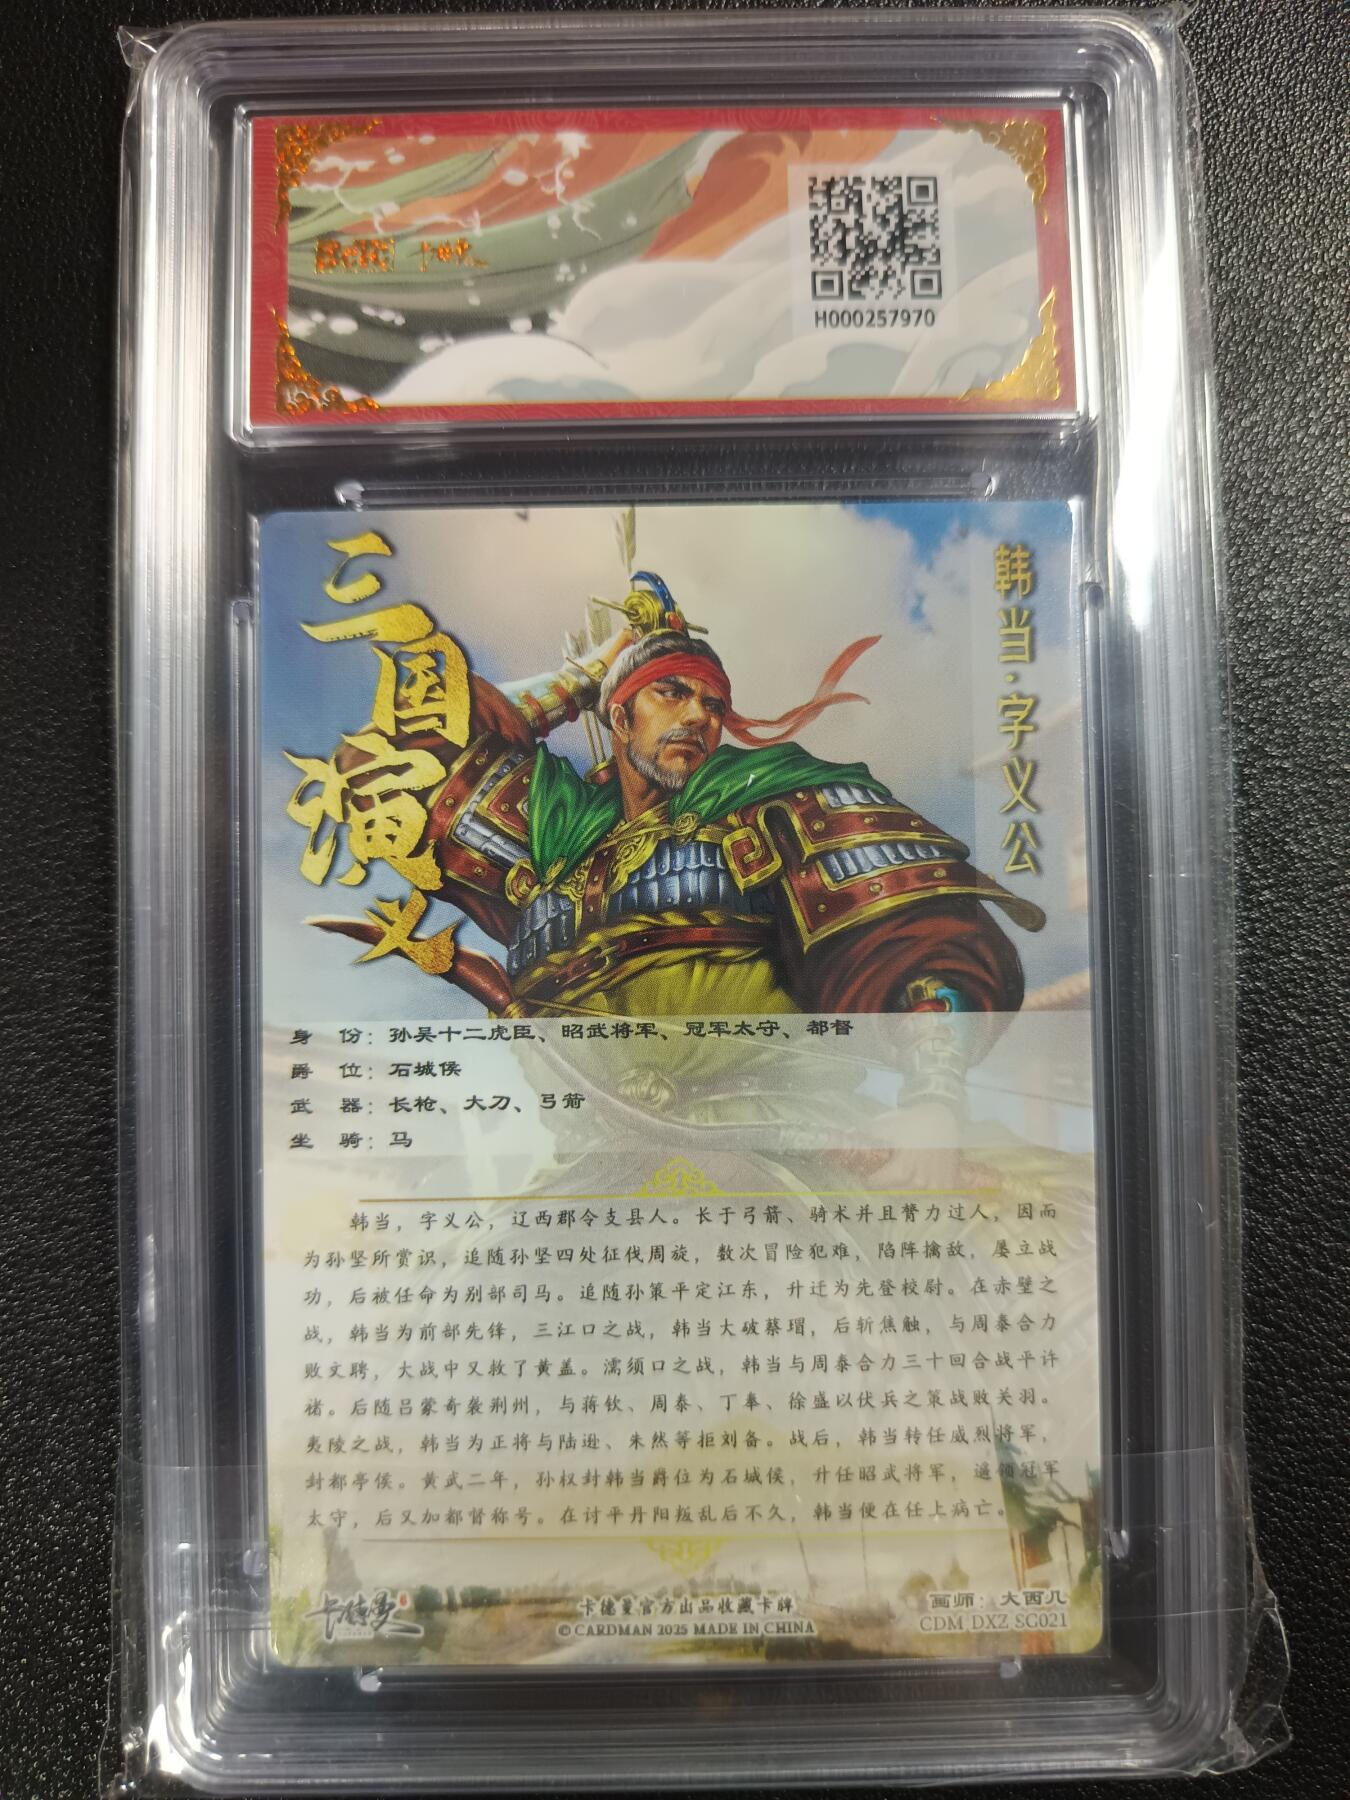 H000257970
三国演义
韩当·字义公
身 份：孙吴十二虎臣、昭武将军、冠军太守、都督
爵 位：石城侯
武 器：长枪、大刀、弓箭
坐 骑：马
韩当，字义公，辽西郡令支县人。长于弓箭、骑术并且膂力过人，因而
为孙坚所赏识，追随孙坚四处征伐周旋，数次冒险犯难，陷阵擒敌，屡立战
功，后被任命为别部司马。追随孙策平定江东，升迁为先登校尉。在赤壁之
战，韩当为前部先锋，三江口之战，韩当大破蔡瑁，后斩焦触，与周泰合力
败文聘，大战中又救了黄盖。濡须口之战，韩当与周泰合力三十回合战平许
褚。后随吕蒙奇袭荆州，与蒋钦、周泰、丁奉、徐盛以伏兵之策战败关羽。
夷陵之战，韩当为正将与陆逊、朱然等拒刘备。战后，韩当转任威烈将军，
封都亭侯。黄武二年，孙权封韩当爵位为石城侯，升任昭武将军，遥领冠军
太守，后又加都督称号。在讨平丹阳叛乱后不久，韩当便在任上病亡。
卡德曼
卡德曼官方出品收藏卡牌
© CARDMAN 2025 MADE IN CHINA
画师：大西几
CDM DXZ SG021